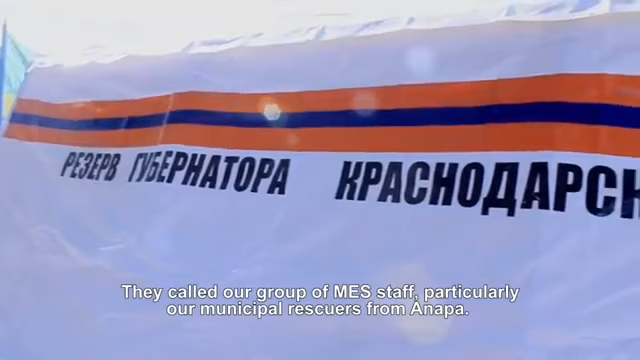 РЕЗЕРВ ГУБЕРНАТОРА КРАСНОДАРСК
They called our group of MES staff, particularly
our municipal rescuers from Anapa.